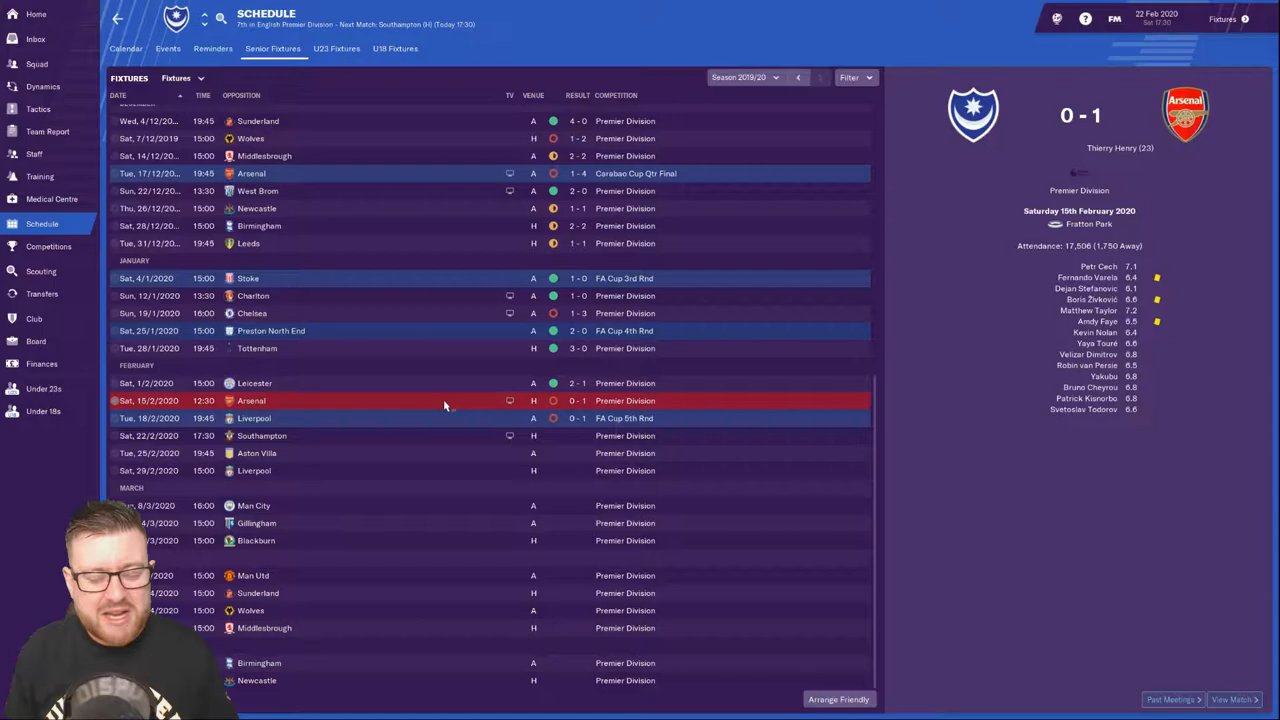 Home
Inbox
Squad
Dynamics
Tactics
Team Report
Staff
Training
Medical Centre
Schedule
Competitions
Scouting
Transfers
Club
Board
Finances
Under 23s
Under 18s
SCHEDULE
7th in English Premier Division - Next Match: Southampton (H) (Today 17:30)
? FM 22 Feb 2020 Sat 17:30 Fixtures
Calendar Events Reminders Senior Fixtures U23 Fixtures U18 Fixtures
FIXTURES Fixtures Season 2019/20 Filter
DATE TIME OPPOSITION TV VENUE RESULT COMPETITION
DECEMBER
Wed, 4/12/20... 19:45 Sunderland A 4 - 0 Premier Division
Sat, 7/12/2019 15:00 Wolves H 1 - 2 Premier Division
Sat, 14/12/20... 15:00 Middlesbrough A 2 - 2 Premier Division
Tue, 17/12/20... 19:45 Arsenal A 1 - 4 Carabao Cup Qtr Final
Sun, 22/12/20... 13:30 West Brom A 2 - 0 Premier Division
Thu, 26/12/20... 15:00 Newcastle A 1 - 1 Premier Division
Sat, 28/12/20... 15:00 Birmingham H 2 - 2 Premier Division
Tue, 31/12/20... 19:45 Leeds H 1 - 1 Premier Division
JANUARY
Sat, 4/1/2020 15:00 Stoke A 1 - 0 FA Cup 3rd Rnd
Sun, 12/1/2020 13:30 Charlton A 1 - 0 Premier Division
Sun, 19/1/2020 16:00 Chelsea A 1 - 3 Premier Division
Sat, 25/1/2020 15:00 Preston North End A 2 - 0 FA Cup 4th Rnd
Tue, 28/1/2020 19:45 Tottenham H 3 - 0 Premier Division
FEBRUARY
Sat, 1/2/2020 15:00 Leicester A 2 - 1 Premier Division
Sat, 15/2/2020 12:30 Arsenal H 0 - 1 Premier Division
Tue, 18/2/2020 19:45 Liverpool A 0 - 1 FA Cup 5th Rnd
Sat, 22/2/2020 17:30 Southampton H Premier Division
Tue, 25/2/2020 19:45 Aston Villa A Premier Division
Sat, 29/2/2020 15:00 Liverpool H Premier Division
MARCH
8/3/2020 16:00 Man City A Premier Division
4/3/2020 15:00 Gillingham A Premier Division
/3/2020 15:00 Blackburn H Premier Division
/2020 15:00 Man Utd A Premier Division
4/2020 15:00 Sunderland H Premier Division
4/2020 15:00 Wolves A Premier Division
/2020 15:00 Middlesbrough H Premier Division
Birmingham A Premier Division
Newcastle H Premier Division
Arrange Friendly
0 - 1
Arsenal
Thierry Henry (23)
Premier Division
Saturday 15th February 2020
Fratton Park
Attendance: 17,506 (1,750 Away)
Petr Cech 7.1
Fernando Varela 6.4
Dejan Stefanovic 6.1
Boris Živković 6.6
Matthew Taylor 7.2
Amdy Faye 6.5
Kevin Nolan 6.4
Yaya Touré 6.6
Velizar Dimitrov 6.8
Robin van Persie 6.5
Yakubu 6.8
Bruno Cheyrou 6.8
Patrick Kisnorbo 6.8
Svetoslav Todorov 6.6
Past Meetings View Match